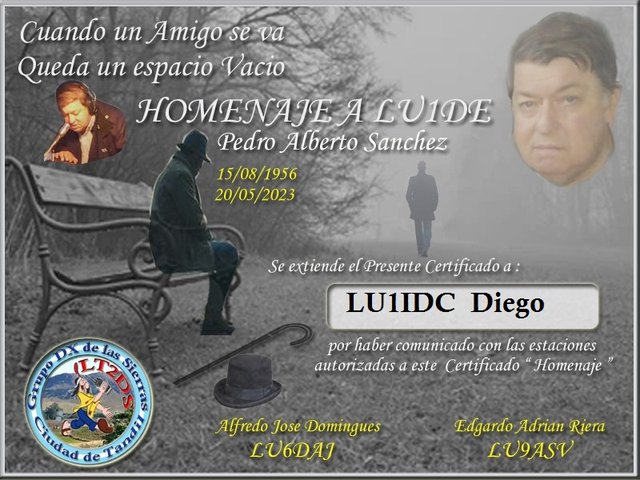 Cuando un Amigo se va
Queda un espacio Vacio
HOMENAJE A LU1DE
Pedro Alberto Sanchez
15/08/1956
20/05/2023
Se extiende el Presente Certificado a :
LU1IDC Diego
por haber comunicado con las estaciones
autorizadas a este Certificado “ Homenaje ”
Grupo DX de las Sierras
LT2DS
Ciudad de Tandil
Alfredo Jose Domingues
LU6DAJ
Edgardo Adrian Riera
LU9ASV